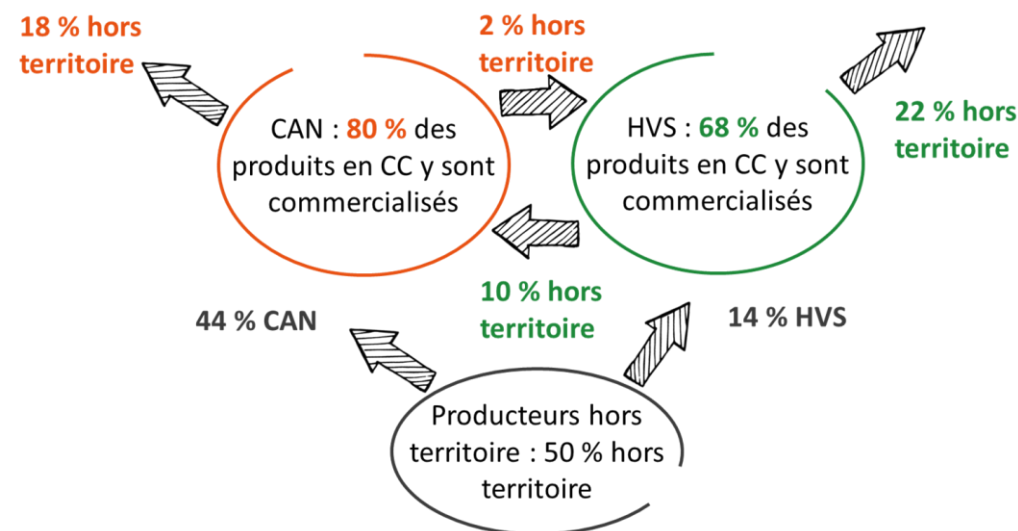 18 % hors
territoire
2 % hors
territoire
CAN : 80 % des
produits en CC y sont
commercialisés
HVS : 68 % des
produits en CC y sont
commercialisés
22 % hors
territoire
10 % hors
territoire
44 % CAN
14 % HVS
Producteurs hors
territoire : 50 % hors
territoire